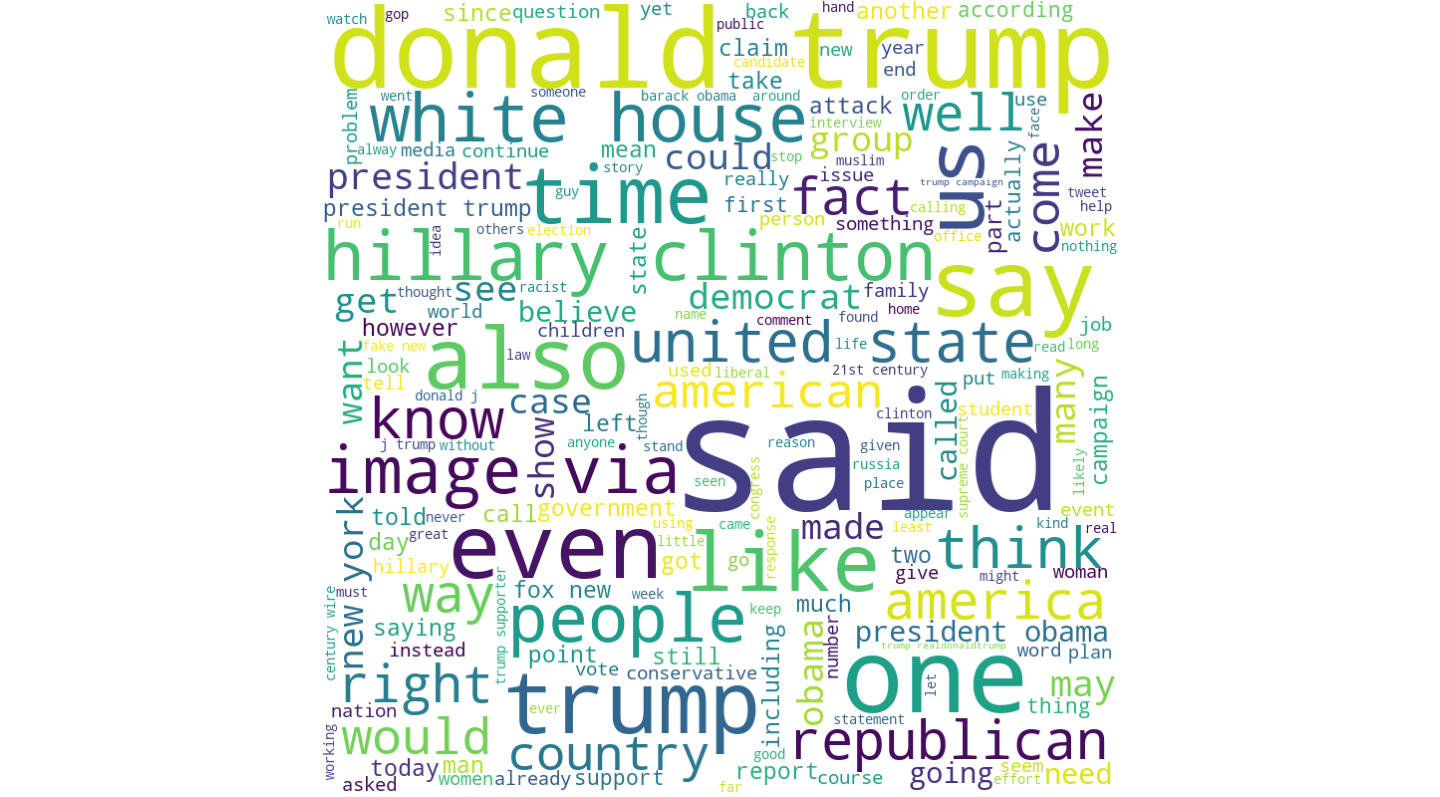 watch gop since question yet back hand another according
public
donald trump
claim new year
candidate end
take
problem went someone barack obama around attack order use make
white house well
interview face
alway media continue mean could group
stop muslim us come
story really issue actually trump campaign tweet
president time guy fact help
president trump first person something calling part work
run others election office nothing
idea
hillary clinton
state say
thought see racist democrat family
get world believe name home
however children comment found job
fake new law united state life read long
want look also used liberal 21st century put making
tell american called many
donald j case though clinton student campaign
know left
j trump without anyone stand reason given
show russia supreme court likely
image via said seen congress place
new york told never call government appear event
day great using came made least kind real
even little like two think
hillary got go response give might woman
must
century wire way trump supporter fox new week keep much america
saying people obama number president obama
instead point still including trump realdonaldtrump word plan
vote conservative one let may
right trump
nation ever statement thing
working would country good republican
today man report course going seem need
asked women already support far effort